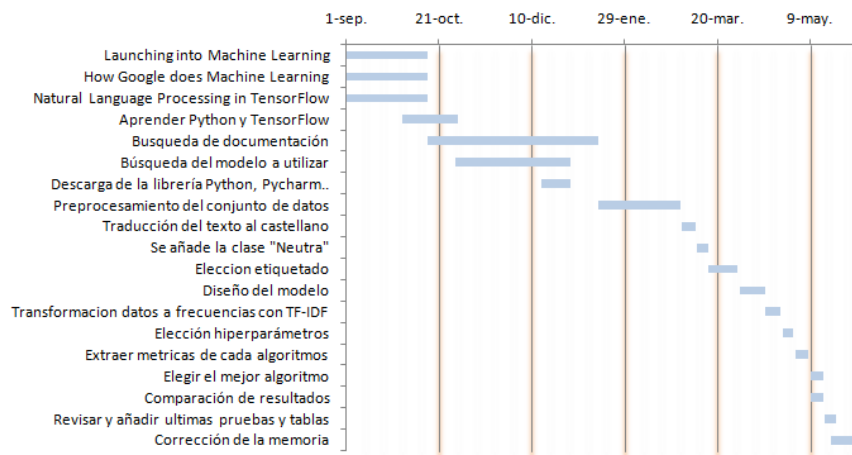 1-sep. 21-oct. 10-dic. 29-ene. 20-mar. 9-may.
Launching into Machine Learning
How Google does Machine Learning
Natural Language Processing in TensorFlow
Aprender Python y TensorFlow
Busqueda de documentación
Búsqueda del modelo a utilizar
Descarga de la librería Python, Pycharm..
Preprocesamiento del conjunto de datos
Traducción del texto al castellano
Se añade la clase "Neutra"
Eleccion etiquetado
Diseño del modelo
Transformacion datos a frecuencias con TF-IDF
Elección hiperparámetros
Extraer metricas de cada algoritmos
Elegir el mejor algoritmo
Comparación de resultados
Revisar y añadir ultimas pruebas y tablas
Corrección de la memoria